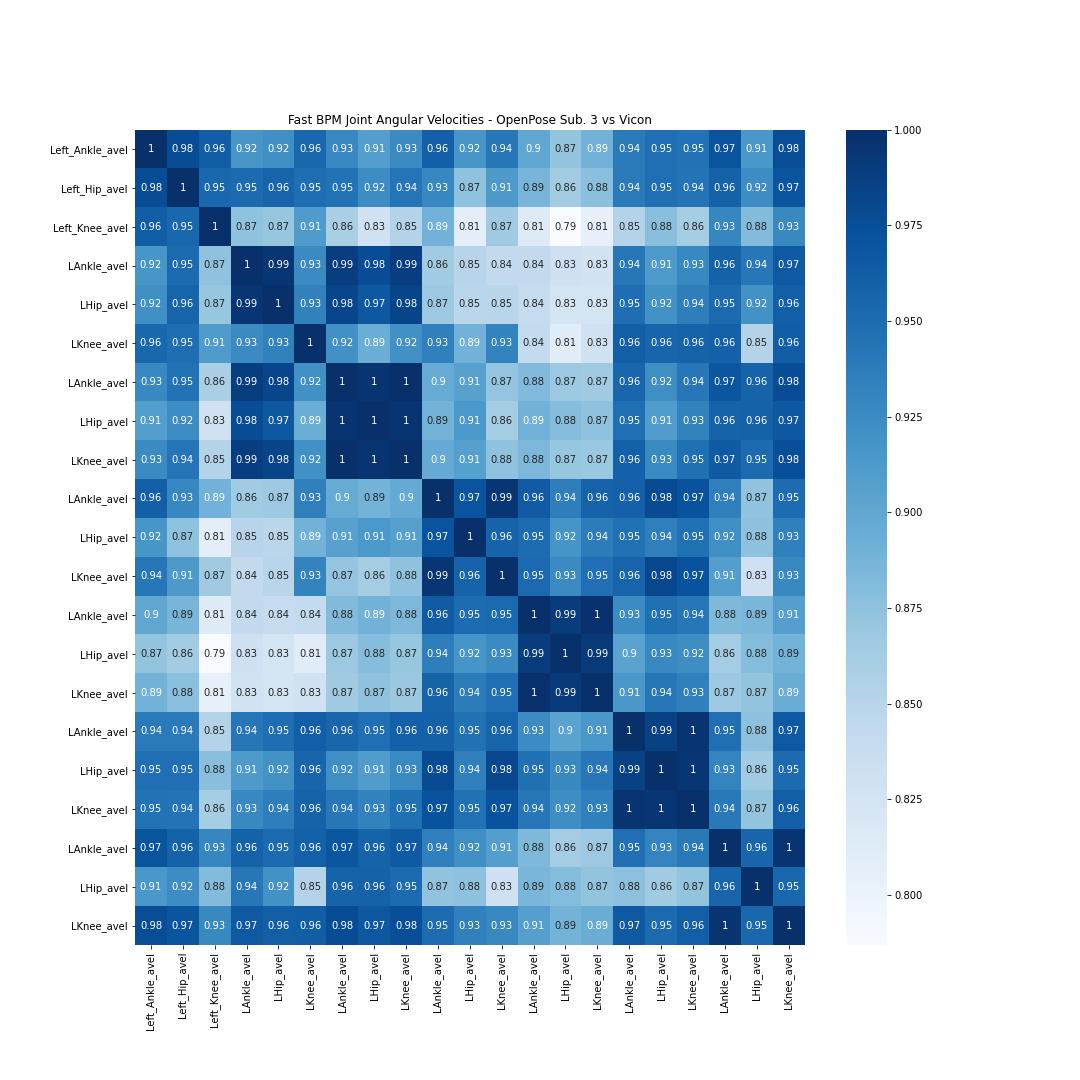 Fast BPM Joint Angular Velocities - OpenPose Sub. 3 vs Vicon
Left_Ankle_avel 1 0.98 0.96 0.92 0.92 0.96 0.93 0.91 0.93 0.96 0.92 0.94 0.9 0.87 0.89 0.94 0.95 0.95 0.97 0.91 0.98
Left_Hip_avel 0.98 1 0.95 0.95 0.96 0.95 0.95 0.92 0.94 0.93 0.87 0.91 0.89 0.86 0.88 0.94 0.95 0.94 0.96 0.92 0.97
Left_Knee_avel 0.96 0.95 1 0.87 0.87 0.91 0.86 0.83 0.85 0.89 0.81 0.87 0.81 0.79 0.81 0.85 0.88 0.86 0.93 0.88 0.93
LAnkle_avel 0.92 0.95 0.87 1 0.99 0.93 0.99 0.98 0.99 0.86 0.85 0.84 0.84 0.83 0.83 0.94 0.91 0.93 0.96 0.94 0.97
LHip_avel 0.92 0.96 0.87 0.99 1 0.93 0.98 0.97 0.98 0.87 0.85 0.85 0.84 0.83 0.83 0.95 0.92 0.94 0.95 0.92 0.96
LKnee_avel 0.96 0.95 0.91 0.93 0.93 1 0.92 0.89 0.92 0.93 0.89 0.93 0.84 0.81 0.83 0.96 0.96 0.96 0.96 0.85 0.96
LAnkle_avel 0.93 0.95 0.86 0.99 0.98 0.92 1 1 1 0.9 0.91 0.87 0.88 0.87 0.87 0.96 0.92 0.94 0.97 0.96 0.98
LHip_avel 0.91 0.92 0.83 0.98 0.97 0.89 1 1 1 0.89 0.91 0.86 0.89 0.88 0.87 0.95 0.91 0.93 0.96 0.96 0.97
LKnee_avel 0.93 0.94 0.85 0.99 0.98 0.92 1 1 1 0.9 0.91 0.88 0.88 0.87 0.87 0.96 0.93 0.95 0.97 0.95 0.98
LAnkle_avel 0.96 0.93 0.89 0.86 0.87 0.93 0.9 0.89 0.9 1 0.97 0.99 0.96 0.94 0.96 0.96 0.98 0.97 0.94 0.87 0.95
LHip_avel 0.92 0.87 0.81 0.85 0.85 0.89 0.91 0.91 0.91 0.97 1 0.96 0.95 0.92 0.94 0.95 0.94 0.95 0.92 0.88 0.93
LKnee_avel 0.94 0.91 0.87 0.84 0.85 0.93 0.87 0.86 0.88 0.99 0.96 1 0.95 0.93 0.95 0.96 0.98 0.97 0.91 0.83 0.93
LAnkle_avel 0.9 0.89 0.81 0.84 0.84 0.84 0.88 0.89 0.88 0.96 0.95 0.95 1 0.99 1 0.93 0.95 0.94 0.88 0.89 0.91
LHip_avel 0.87 0.86 0.79 0.83 0.83 0.81 0.87 0.88 0.87 0.94 0.92 0.93 0.99 1 0.99 0.9 0.93 0.92 0.86 0.88 0.89
LKnee_avel 0.89 0.88 0.81 0.83 0.83 0.83 0.87 0.87 0.87 0.96 0.94 0.95 1 0.99 1 0.91 0.94 0.93 0.87 0.87 0.89
LAnkle_avel 0.94 0.94 0.85 0.94 0.95 0.96 0.96 0.95 0.96 0.96 0.95 0.96 0.93 0.9 0.91 1 0.99 1 0.95 0.88 0.97
LHip_avel 0.95 0.95 0.88 0.91 0.92 0.96 0.92 0.91 0.93 0.98 0.94 0.98 0.95 0.93 0.94 0.99 1 1 0.93 0.86 0.95
LKnee_avel 0.95 0.94 0.86 0.93 0.94 0.96 0.94 0.93 0.95 0.97 0.95 0.97 0.94 0.92 0.93 1 1 1 0.94 0.87 0.96
LAnkle_avel 0.97 0.96 0.93 0.96 0.95 0.96 0.97 0.96 0.97 0.94 0.92 0.91 0.88 0.86 0.87 0.95 0.93 0.94 1 0.96 1
LHip_avel 0.91 0.92 0.88 0.94 0.92 0.85 0.96 0.96 0.95 0.87 0.88 0.83 0.89 0.88 0.87 0.88 0.86 0.87 0.96 1 0.95
LKnee_avel 0.98 0.97 0.93 0.97 0.96 0.96 0.98 0.97 0.98 0.95 0.93 0.93 0.91 0.89 0.89 0.97 0.95 0.96 1 0.95 1
Left_Ankle_avel
Left_Hip_avel
Left_Knee_avel
LAnkle_avel
LHip_avel
LKnee_avel
LAnkle_avel
LHip_avel
LKnee_avel
LAnkle_avel
LHip_avel
LKnee_avel
LAnkle_avel
LHip_avel
LKnee_avel
LAnkle_avel
LHip_avel
LKnee_avel
LAnkle_avel
LHip_avel
LKnee_avel
1.000
0.975
0.950
0.925
0.900
0.875
0.850
0.825
0.800